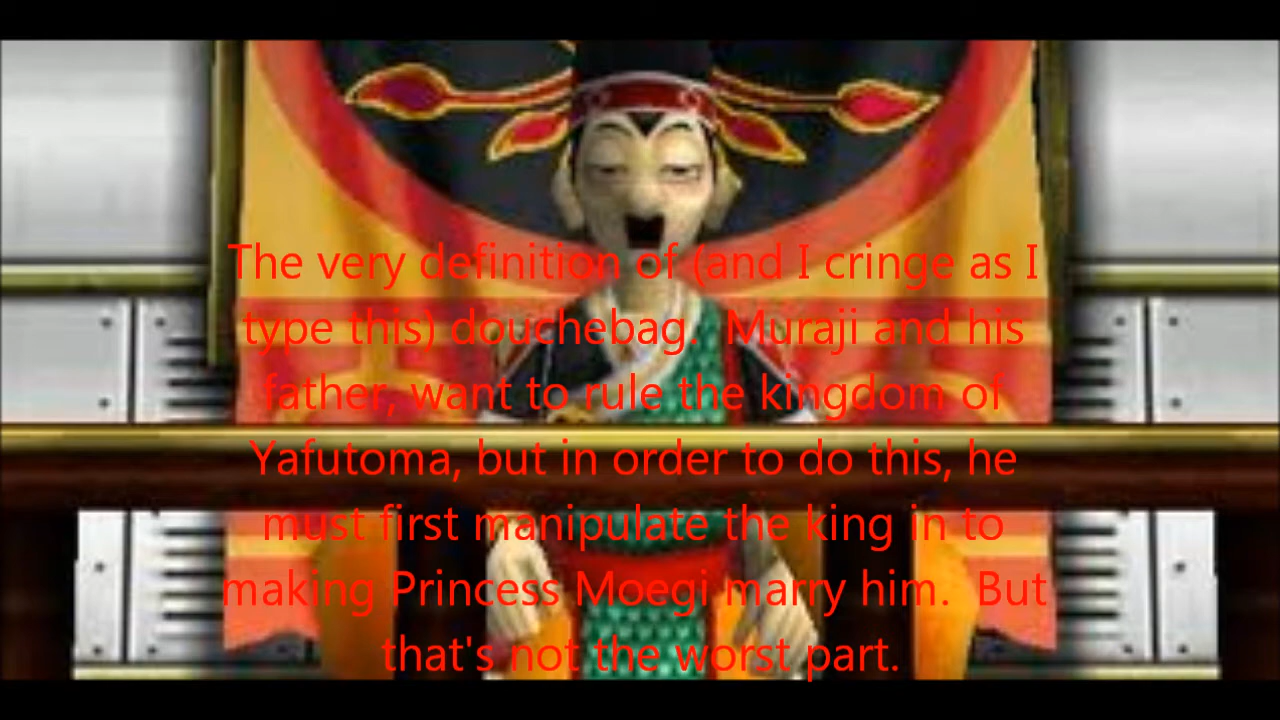 The very definition of (and I cringe as I
type this) douchebag.  Muraji and his
father, want to rule the kingdom of
Yafutoma, but in order to do this, he
must first manipulate the king in to
making Princess Moegi marry him.  But
that's not the worst part.